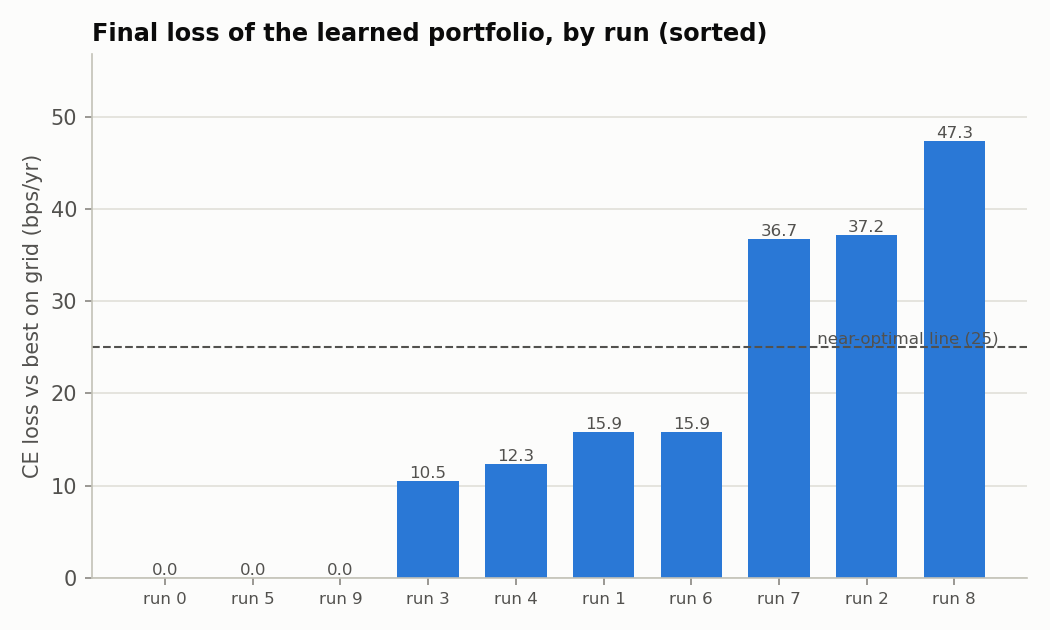 Final loss of the learned portfolio, by run (sorted)
CE loss vs best on grid (bps/yr)
50
40
30
20
10
0
47.3
37.2
36.7
near-optimal line (25)
15.9
15.9
12.3
10.5
0.0
0.0
0.0
run 0
run 5
run 9
run 3
run 4
run 1
run 6
run 7
run 2
run 8